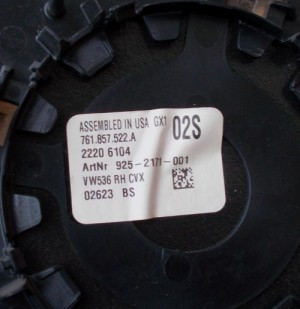 ASSEMBLED IN USA GX1 02S
761.857.522.A
2220 6104
ArtNr 925-2171-001
VW536 RH CVX
02623 BS